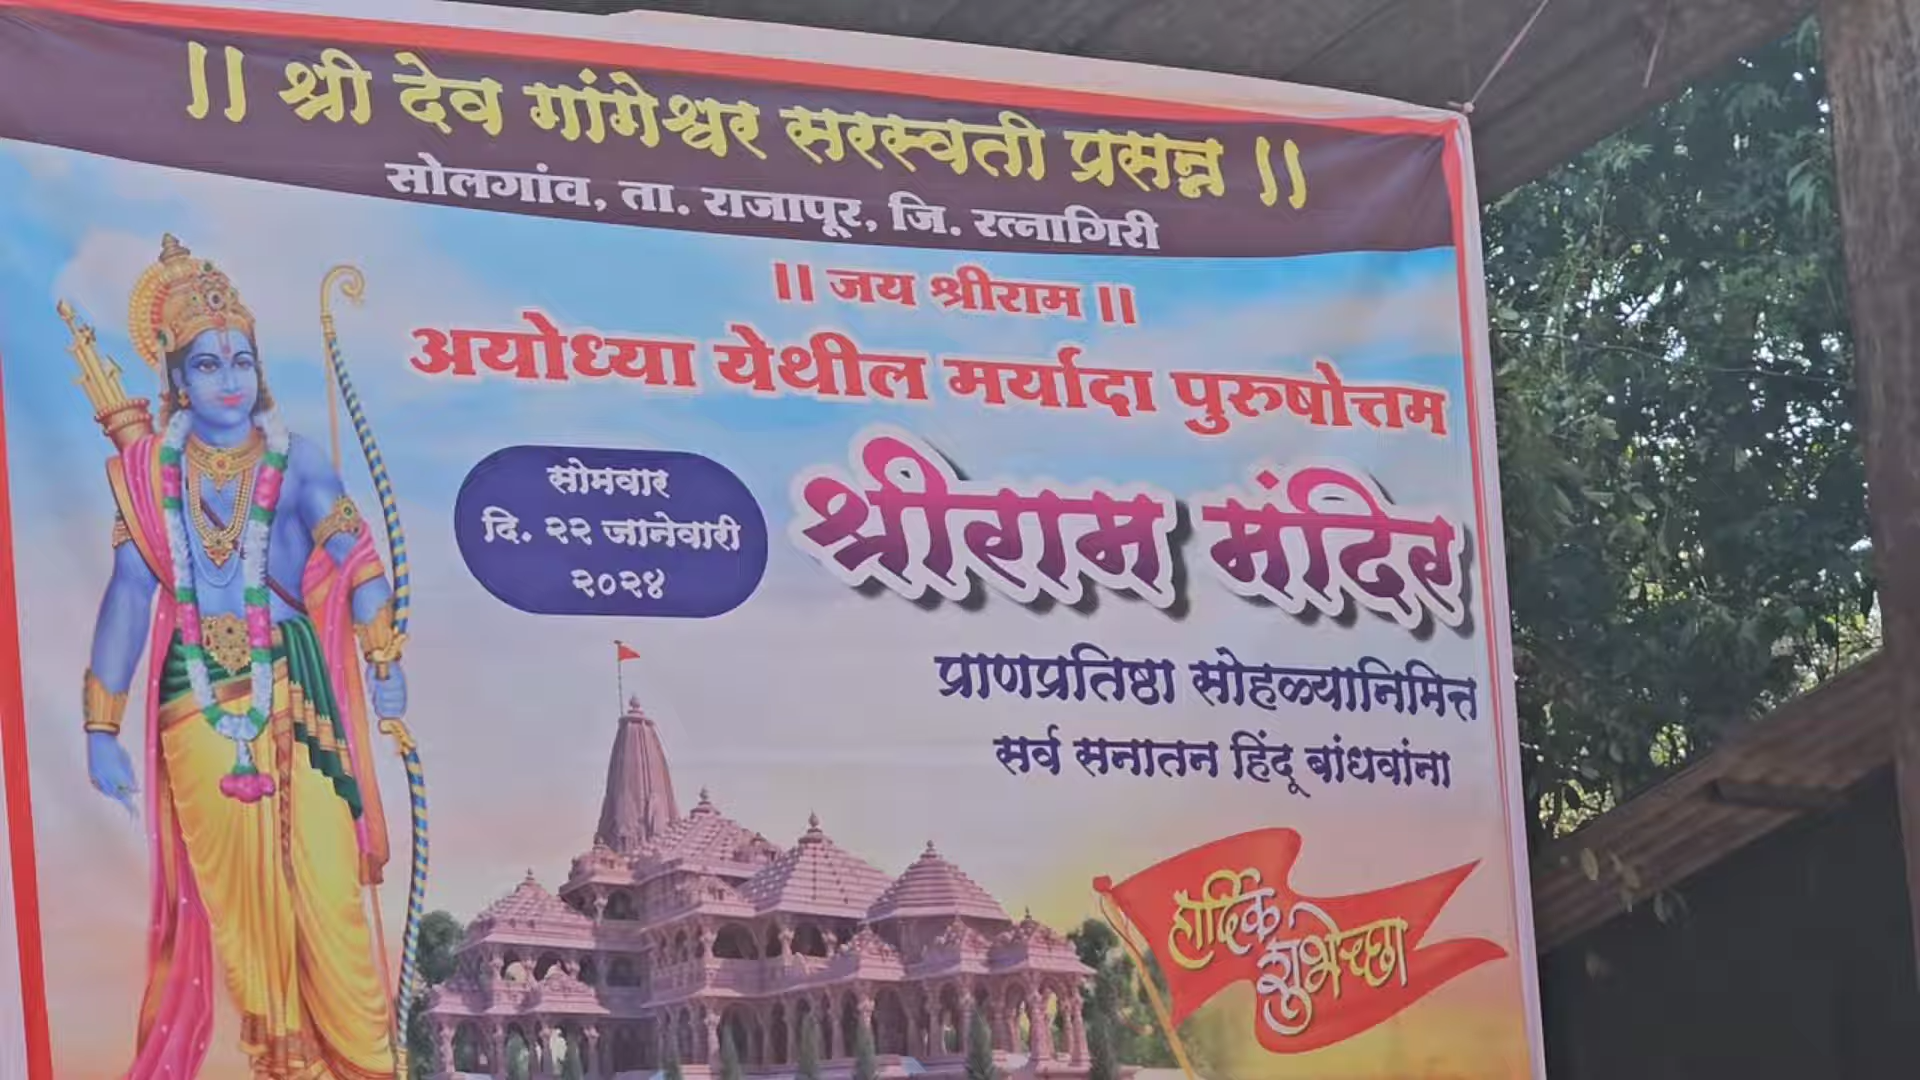 || श्री देव गांगेश्वर सरस्वती प्रसन्न ||
सोलगांव, ता. राजापूर, जि. रत्नागिरी
|| जय श्रीराम ||
अयोध्या येथील मर्यादा पुरुषोत्तम
सोमवार
दि. २२ जानेवारी
२०२४
श्रीराम मंदिर
प्राणप्रतिष्ठा सोहळ्यानिमित्त
सर्व सनातन हिंदू बांधवांना
हार्दिक
शुभेच्छा